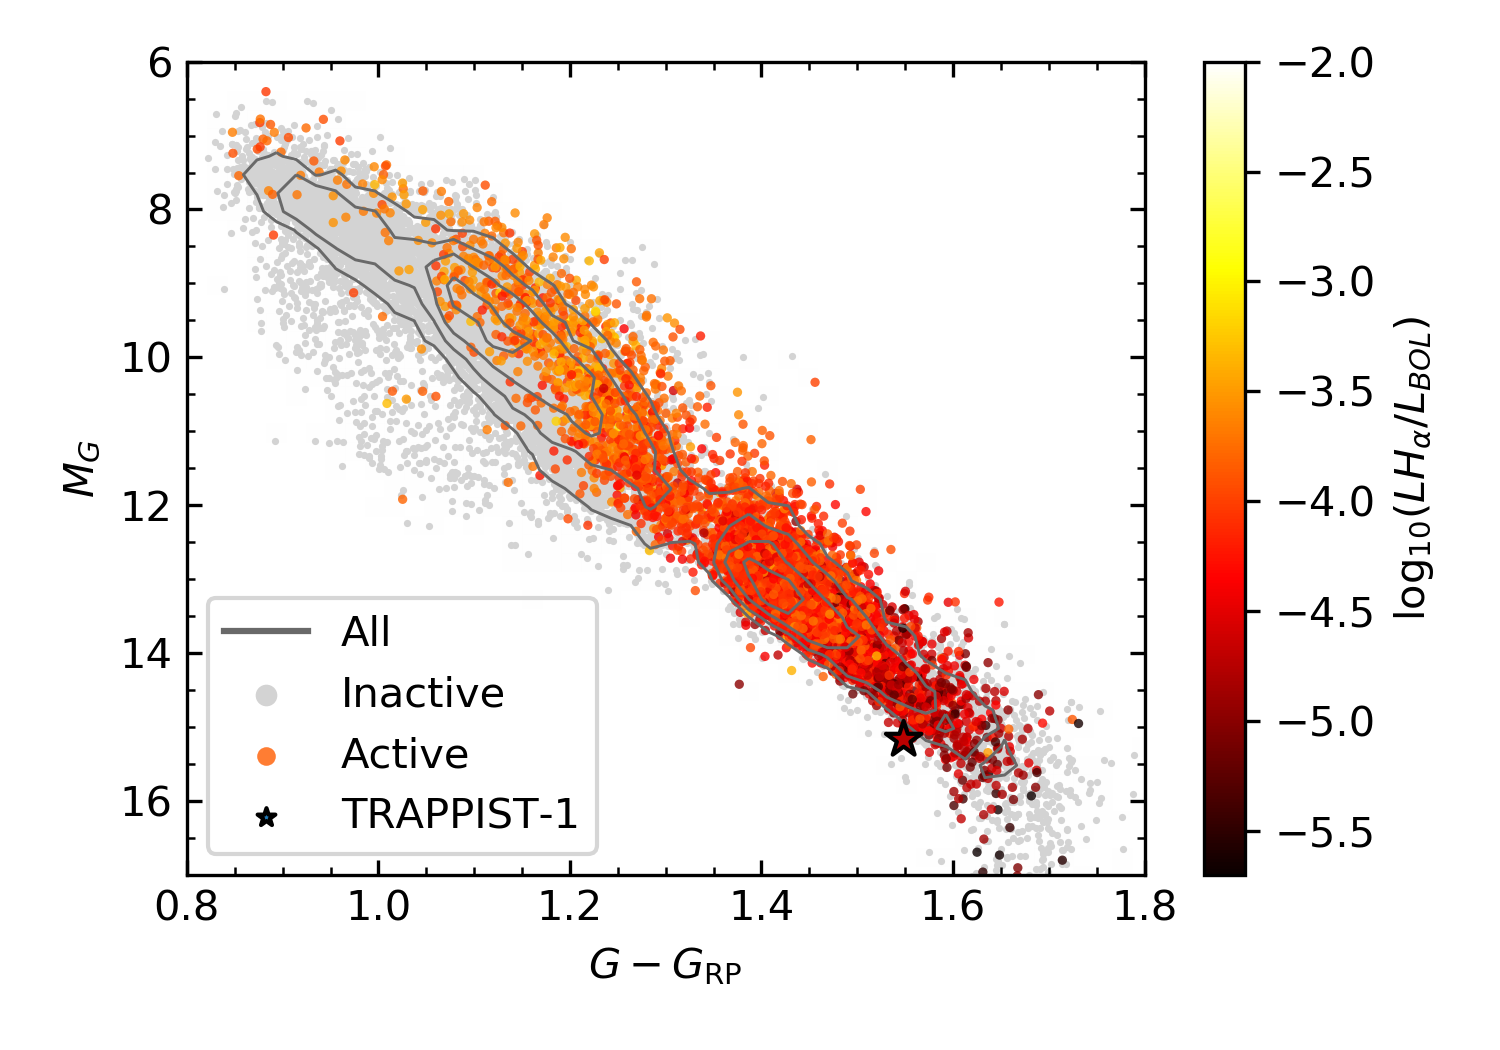 6
8
10
12
14
16
M_G
0.8 1.0 1.2 1.4 1.6 1.8
G − G_RP
All
Inactive
Active
TRAPPIST-1
−2.0
−2.5
−3.0
−3.5
−4.0
−4.5
−5.0
−5.5
log₁₀(LH_α/L_BOL)